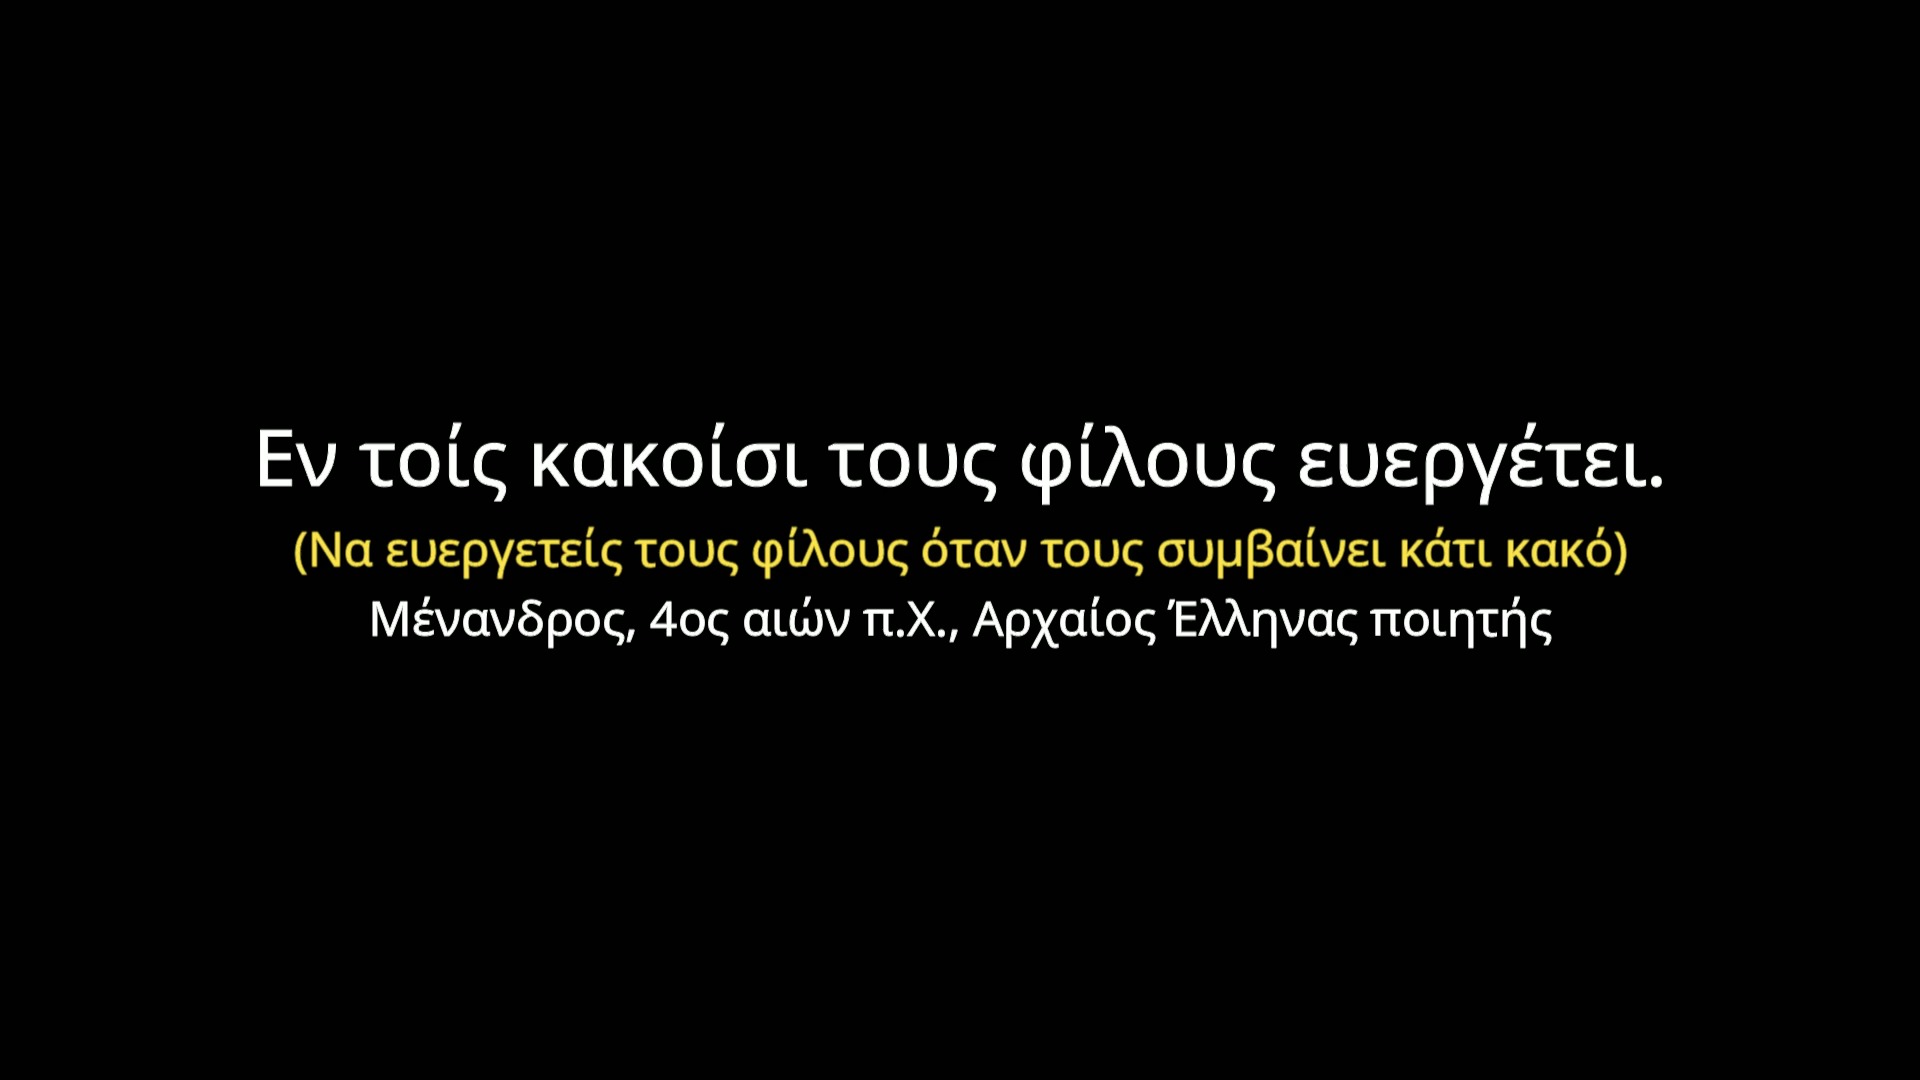 Εν τοίς κακοίσι τους φίλους ευεργέτει.
(Να ευεργετείς τους φίλους όταν τους συμβαίνει κάτι κακό)
Μένανδρος, 4ος αιών π.Χ., Αρχαίος Έλληνας ποιητής